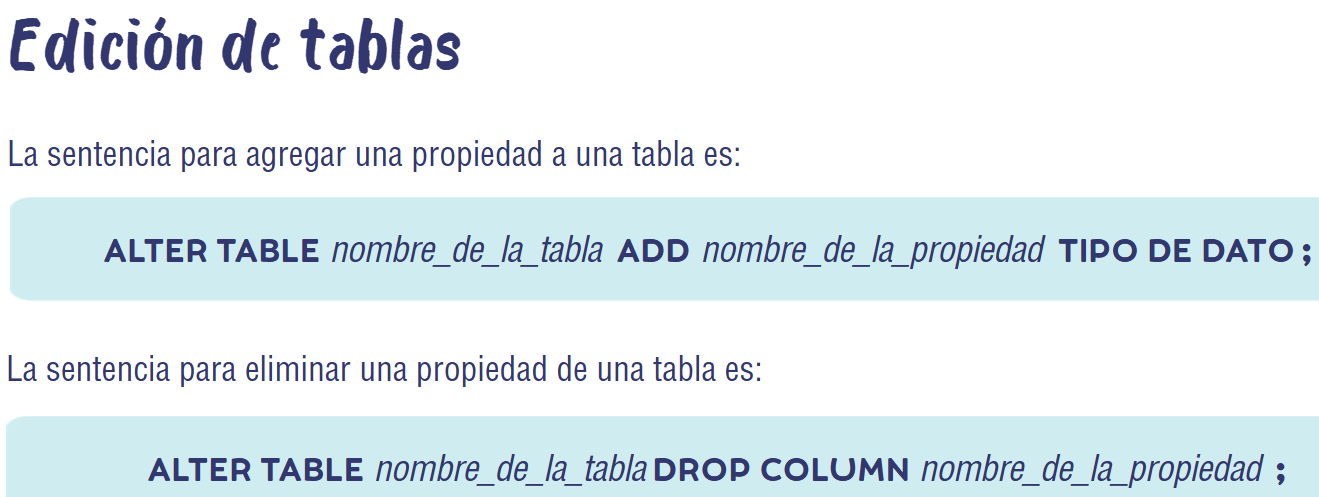 Edición de tablas
La sentencia para agregar una propiedad a una tabla es:
ALTER TABLE nombre_de_la_tabla ADD nombre_de_la_propiedad TIPO DE DATO ;
La sentencia para eliminar una propiedad de una tabla es:
ALTER TABLE nombre_de_la_tabla DROP COLUMN nombre_de_la_propiedad ;